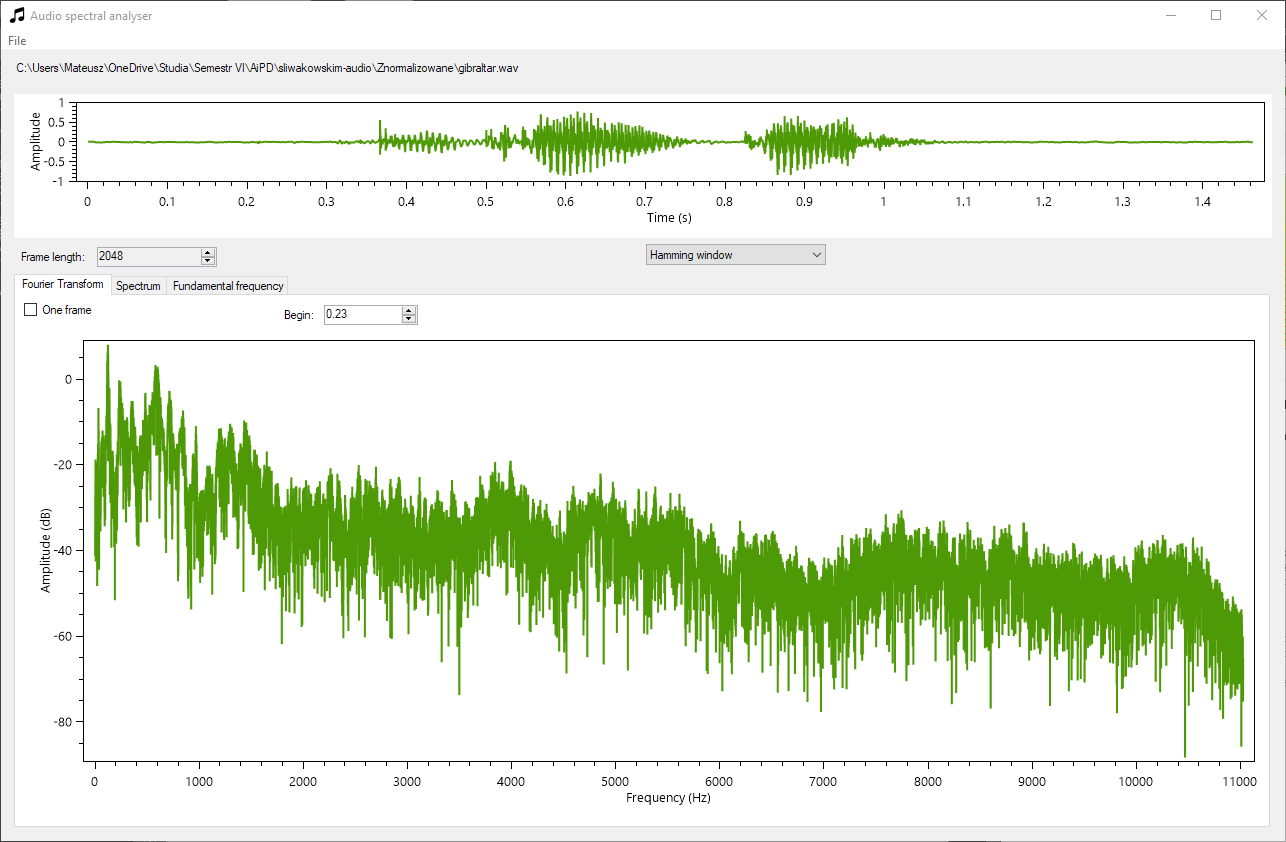 Audio spectral analyser
File
C:\Users\Mateusz\OneDrive\Studia\Semestr VI\AiPD\sliwakowskim-audio\Znormalizowane\gibraltar.wav
Amplitude
1
0.5
0
-0.5
-1
0 0.1 0.2 0.3 0.4 0.5 0.6 0.7 0.8 0.9 1 1.1 1.2 1.3 1.4
Time (s)
Frame length: 2048 Hamming window
Fourier Transform Spectrum Fundamental frequency
One frame Begin: 0.23
Amplitude (dB)
0
-20
-40
-60
-80
0 1000 2000 3000 4000 5000 6000 7000 8000 9000 10000 11000
Frequency (Hz)